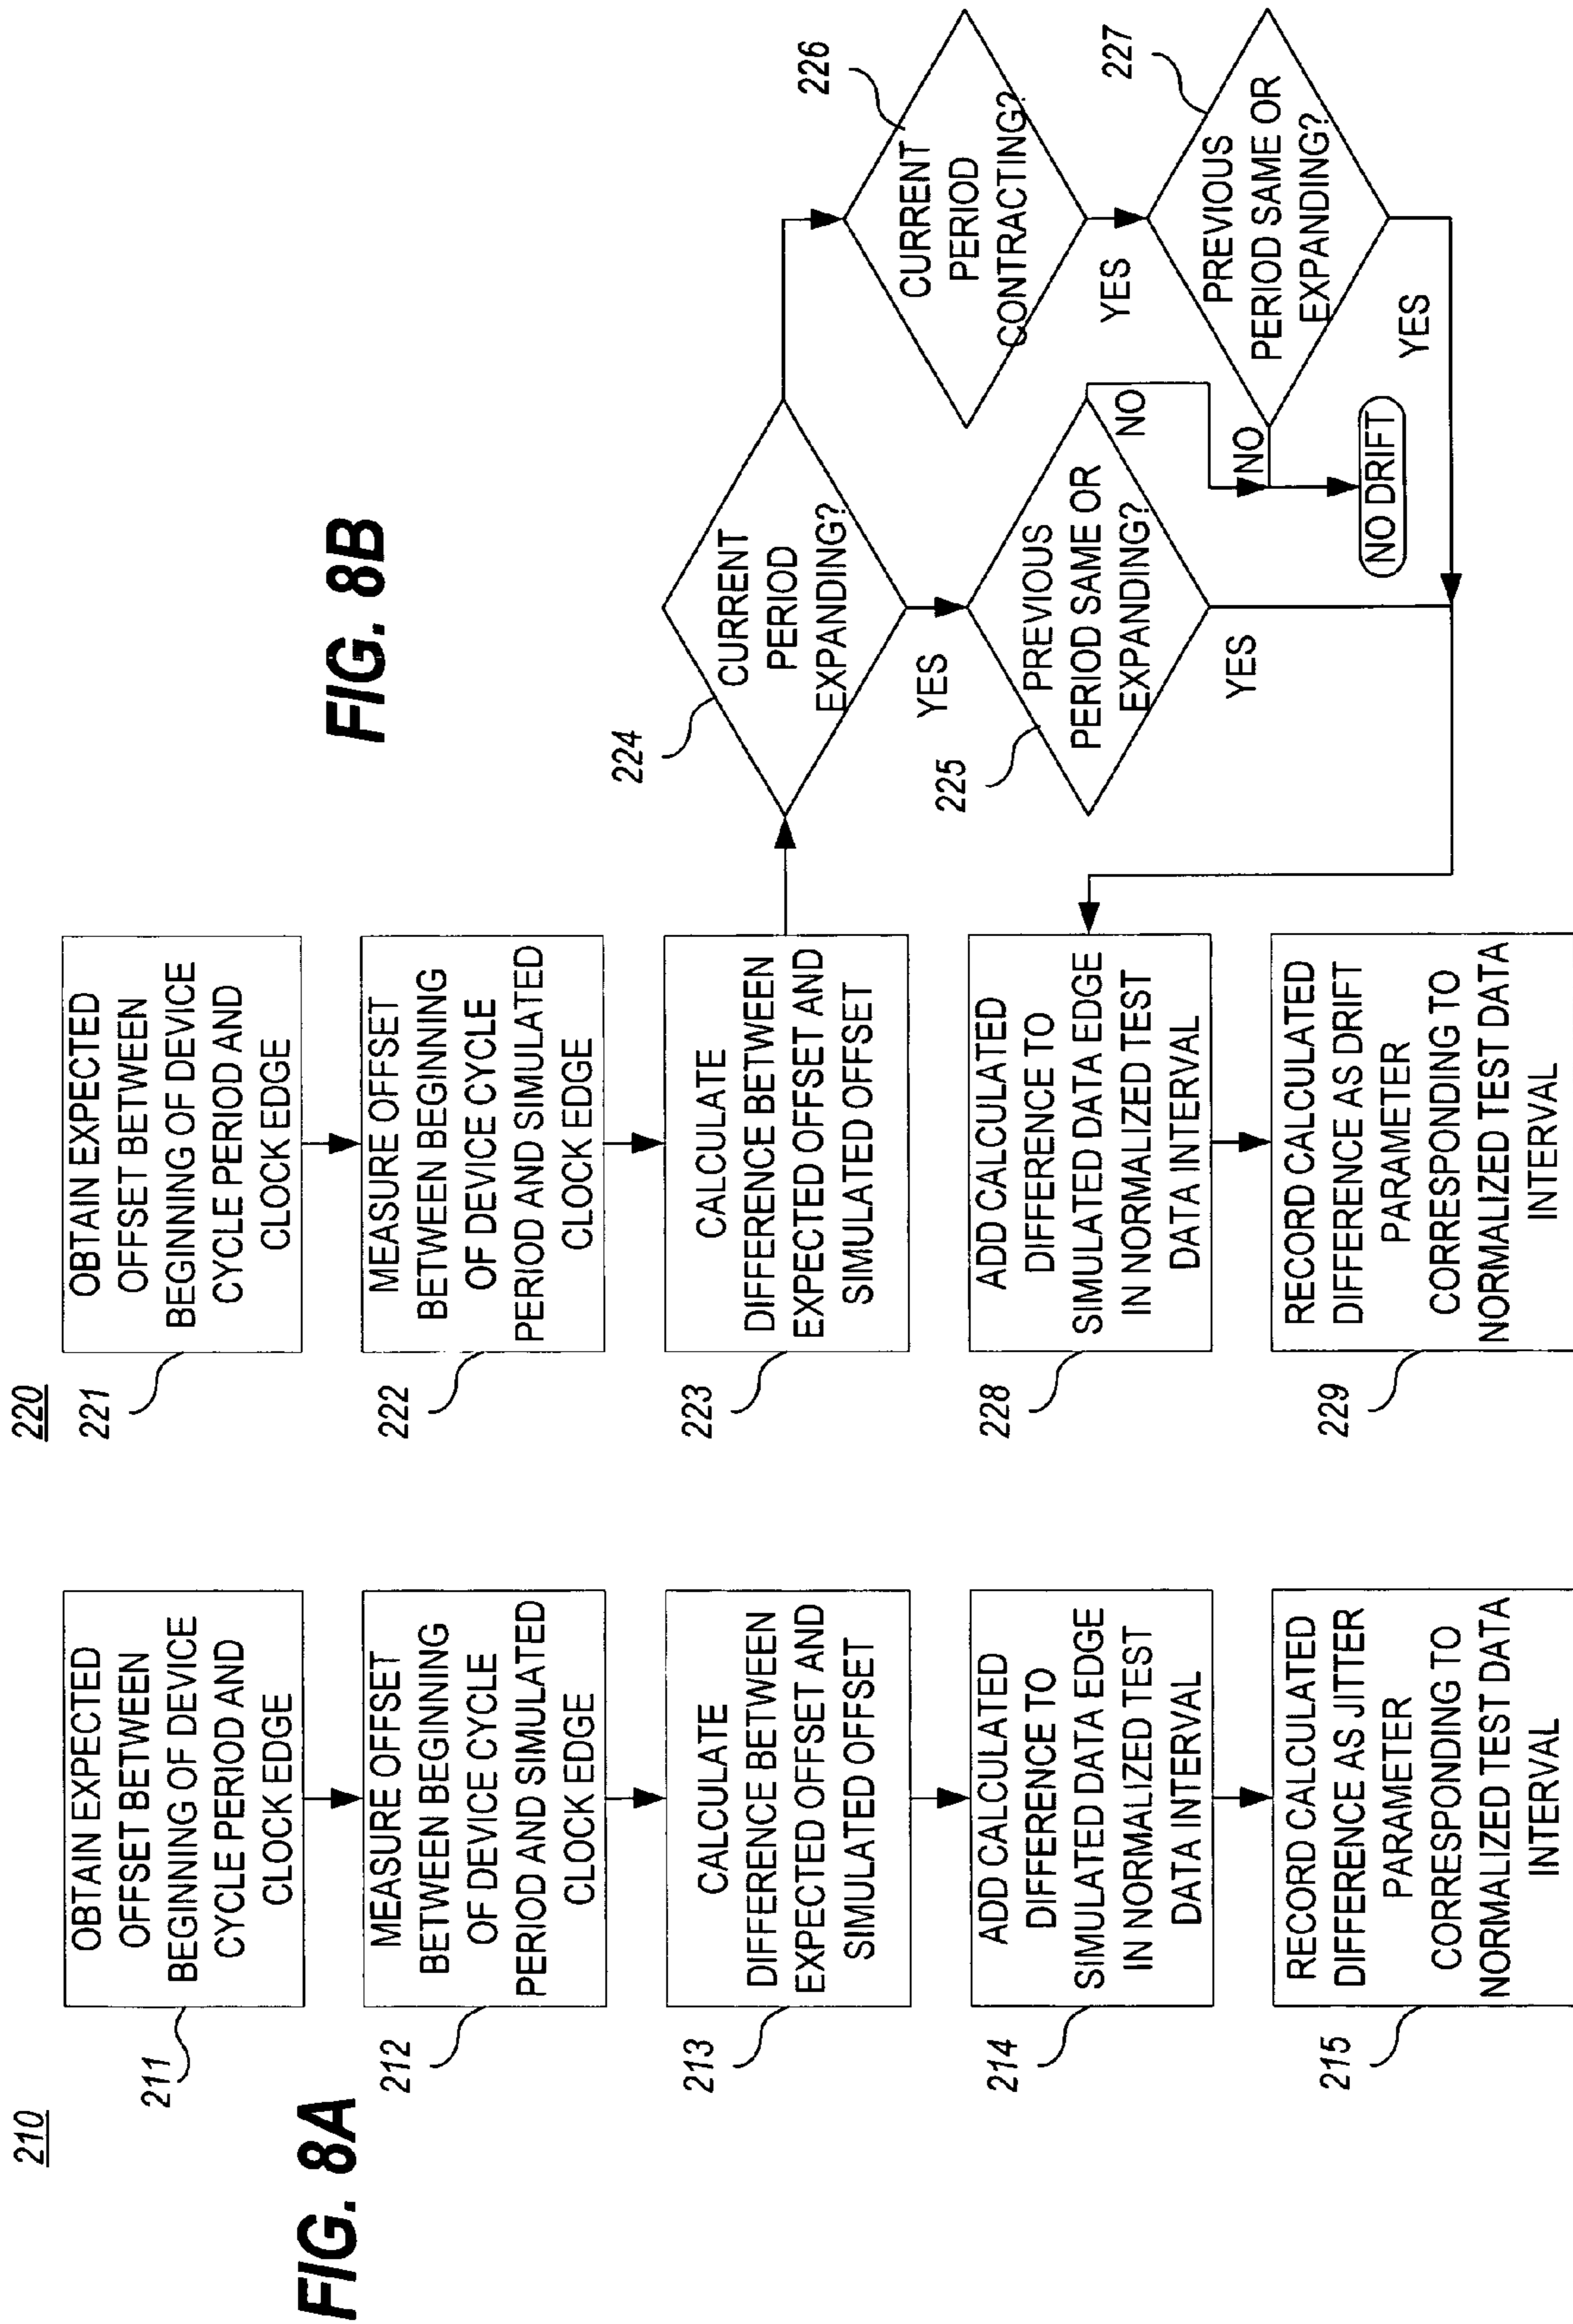 210
FIG. 8A
211
OBTAIN EXPECTED
OFFSET BETWEEN
BEGINNING OF DEVICE
CYCLE PERIOD AND
CLOCK EDGE
212
MEASURE OFFSET
BETWEEN BEGINNING
OF DEVICE CYCLE
PERIOD AND SIMULATED
CLOCK EDGE
213
CALCULATE
DIFFERENCE BETWEEN
EXPECTED OFFSET AND
SIMULATED OFFSET
214
ADD CALCULATED
DIFFERENCE TO
SIMULATED DATA EDGE
IN NORMALIZED TEST
DATA INTERVAL
215
RECORD CALCULATED
DIFFERENCE AS JITTER
PARAMETER
CORRESPONDING TO
NORMALIZED TEST DATA
INTERVAL
220
FIG. 8B
221
OBTAIN EXPECTED
OFFSET BETWEEN
BEGINNING OF DEVICE
CYCLE PERIOD AND
CLOCK EDGE
222
MEASURE OFFSET
BETWEEN BEGINNING
OF DEVICE CYCLE
PERIOD AND SIMULATED
CLOCK EDGE
223
CALCULATE
DIFFERENCE BETWEEN
EXPECTED OFFSET AND
SIMULATED OFFSET
224
CURRENT
PERIOD
EXPANDING?
YES
225
PREVIOUS
PERIOD SAME OR
EXPANDING?
YES
NO
226
CURRENT
PERIOD
CONTRACTING?
YES
227
PREVIOUS
PERIOD SAME OR
EXPANDING?
NO
YES
NO DRIFT
228
ADD CALCULATED
DIFFERENCE TO
SIMULATED DATA EDGE
IN NORMALIZED TEST
DATA INTERVAL
229
RECORD CALCULATED
DIFFERENCE AS DRIFT
PARAMETER
CORRESPONDING TO
NORMALIZED TEST DATA
INTERVAL